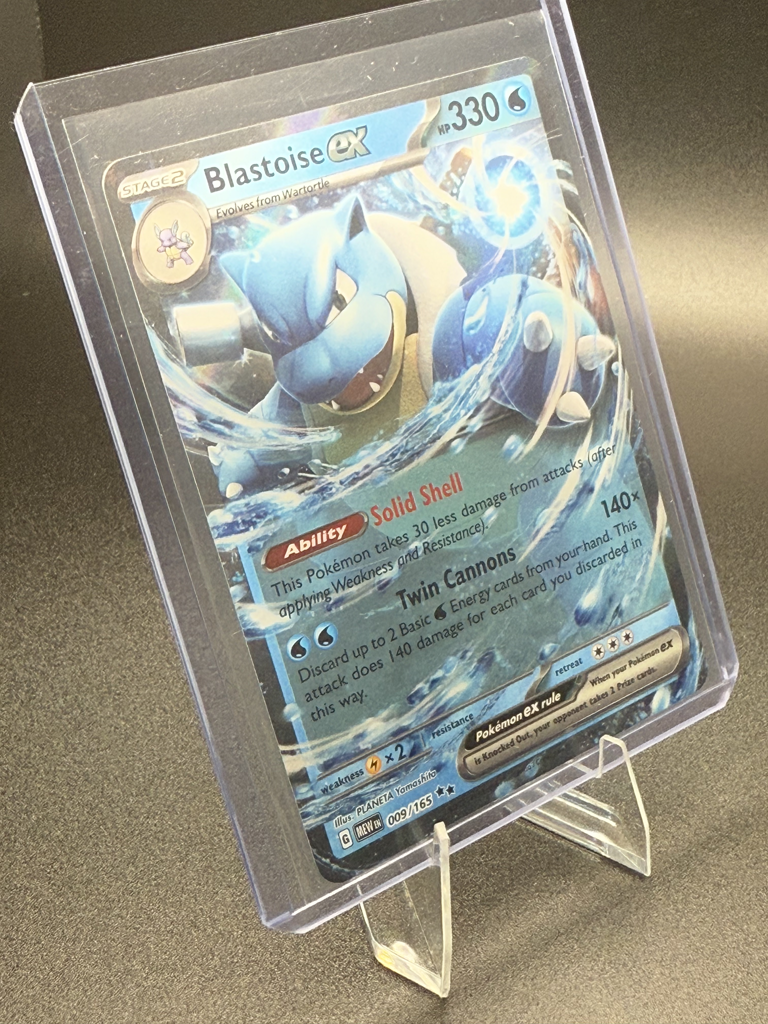 STAGE2
Blastoise ex
HP 330
Evolves from Wartortle
Ability Solid Shell
This Pokémon takes 30 less damage from attacks (after
applying Weakness and Resistance).
Twin Cannons 140×
Discard up to 2 Basic Energy cards from your hand. This
attack does 140 damage for each card you discarded in
this way.
weakness ×2 resistance retreat
Pokémon ex rule When your Pokémon ex
is Knocked Out, your opponent takes 2 Prize cards.
Illus. PLANETA Yamashita
G MEW EN 009/165